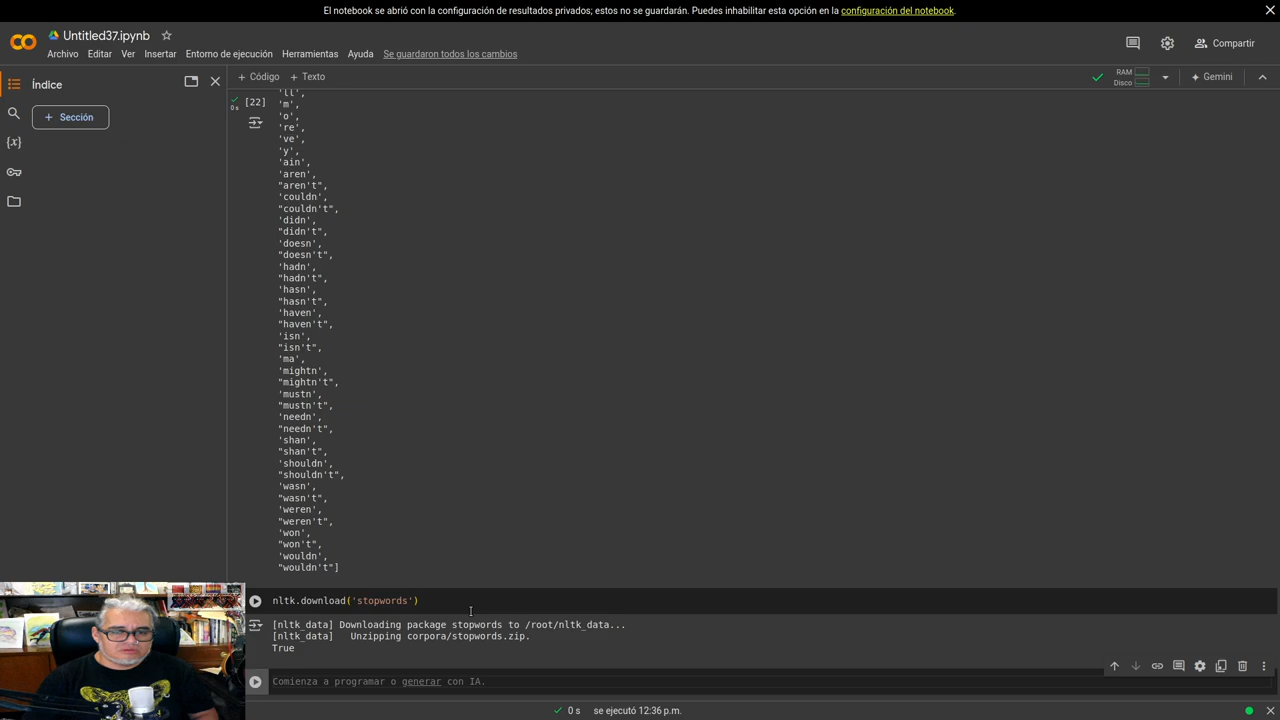 El notebook se abrió con la configuración de resultados privados; estos no se guardarán. Puedes inhabilitar esta opción en la configuración del notebook.
Untitled37.ipynb
Archivo Editar Ver Insertar Entorno de ejecución Herramientas Ayuda Se guardaron todos los cambios
Compartir
Índice
+ Código + Texto
RAM
Disco
Gemini
+ Sección
0 s
[22]
'll',
'm',
'o',
're',
've',
'y',
'ain',
'aren',
"aren't",
'couldn',
"couldn't",
'didn',
"didn't",
'doesn',
"doesn't",
'hadn',
"hadn't",
'hasn',
"hasn't",
'haven',
"haven't",
'isn',
"isn't",
'ma',
'mightn',
"mightn't",
'mustn',
"mustn't",
'needn',
"needn't",
'shan',
"shan't",
'shouldn',
"shouldn't",
'wasn',
"wasn't",
'weren',
"weren't",
'won',
"won't",
'wouldn',
"wouldn't"]
nltk.download('stopwords')
[nltk_data] Downloading package stopwords to /root/nltk_data...
[nltk_data] Unzipping corpora/stopwords.zip.
True
Comienza a programar o generar con IA.
0 s se ejecutó 12:36 p.m.